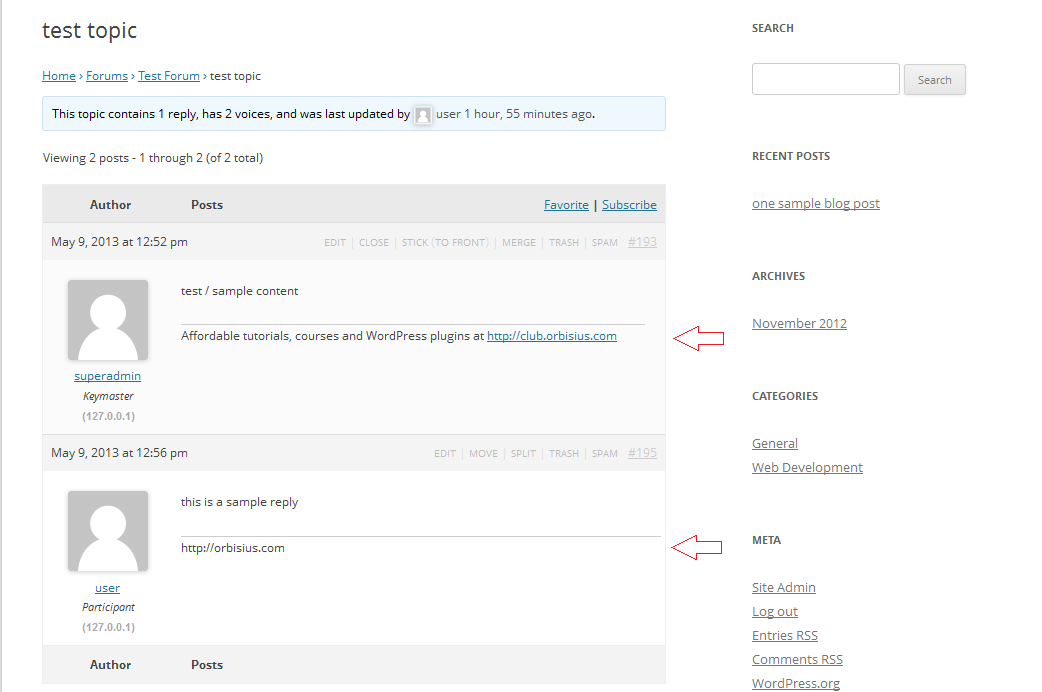 test topic
Home › Forums › Test Forum › test topic
This topic contains 1 reply, has 2 voices, and was last updated by user 1 hour, 55 minutes ago.
Viewing 2 posts - 1 through 2 (of 2 total)
Author Posts Favorite | Subscribe
May 9, 2013 at 12:52 pm EDIT | CLOSE | STICK (TO FRONT) | MERGE | TRASH | SPAM #193
test / sample content
Affordable tutorials, courses and WordPress plugins at http://club.orbisius.com
superadmin
Keymaster
(127.0.0.1)
May 9, 2013 at 12:56 pm EDIT | MOVE | SPLIT | TRASH | SPAM #195
this is a sample reply
http://orbisius.com
user
Participant
(127.0.0.1)
Author Posts
SEARCH
Search
RECENT POSTS
one sample blog post
ARCHIVES
November 2012
CATEGORIES
General
Web Development
META
Site Admin
Log out
Entries RSS
Comments RSS
WordPress.org